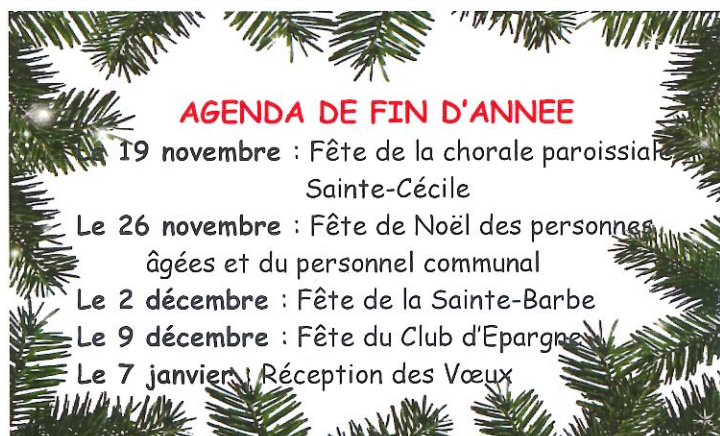 AGENDA DE FIN D'ANNEE
Le 19 novembre : Fête de la chorale paroissiale
Sainte-Cécile
Le 26 novembre : Fête de Noël des personnes
âgées et du personnel communal
Le 2 décembre : Fête de la Sainte-Barbe
Le 9 décembre : Fête du Club d'Epargne
Le 7 janvier : Réception des Vœux